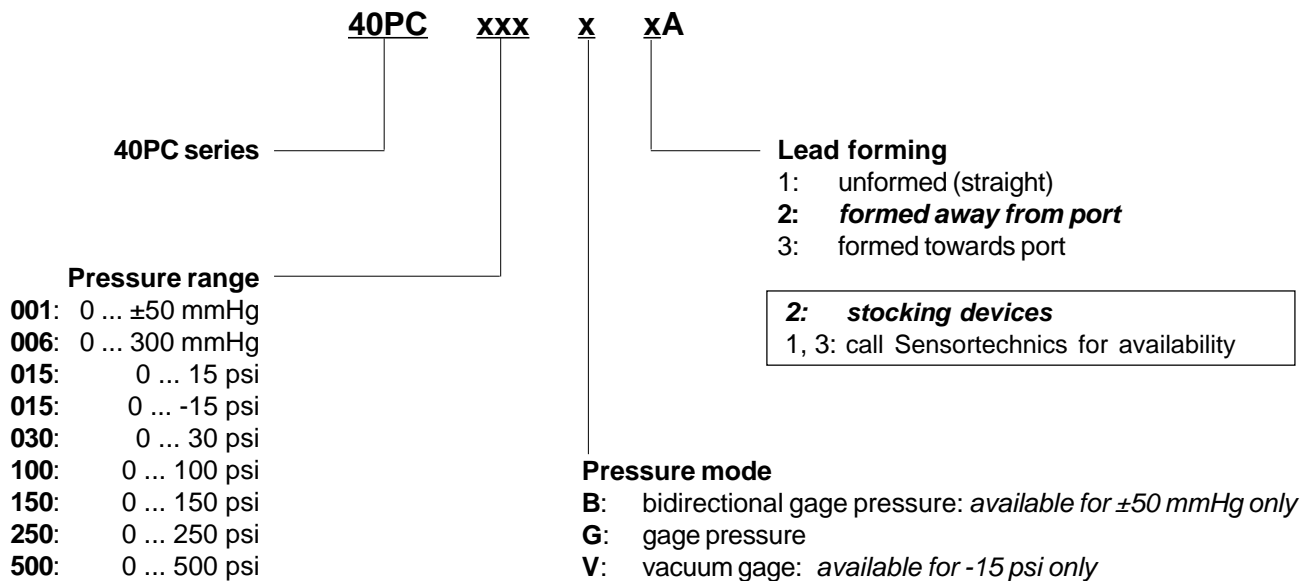 40PC xxx x xA
40PC series
Lead forming
1: unformed (straight)
2: formed away from port
3: formed towards port
2: stocking devices
1, 3: call Sensortechnics for availability
Pressure range
001: 0 ... ±50 mmHg
006: 0 ... 300 mmHg
015: 0 ... 15 psi
015: 0 ... -15 psi
030: 0 ... 30 psi
100: 0 ... 100 psi
150: 0 ... 150 psi
250: 0 ... 250 psi
500: 0 ... 500 psi
Pressure mode
B: bidirectional gage pressure: available for ±50 mmHg only
G: gage pressure
V: vacuum gage: available for -15 psi only